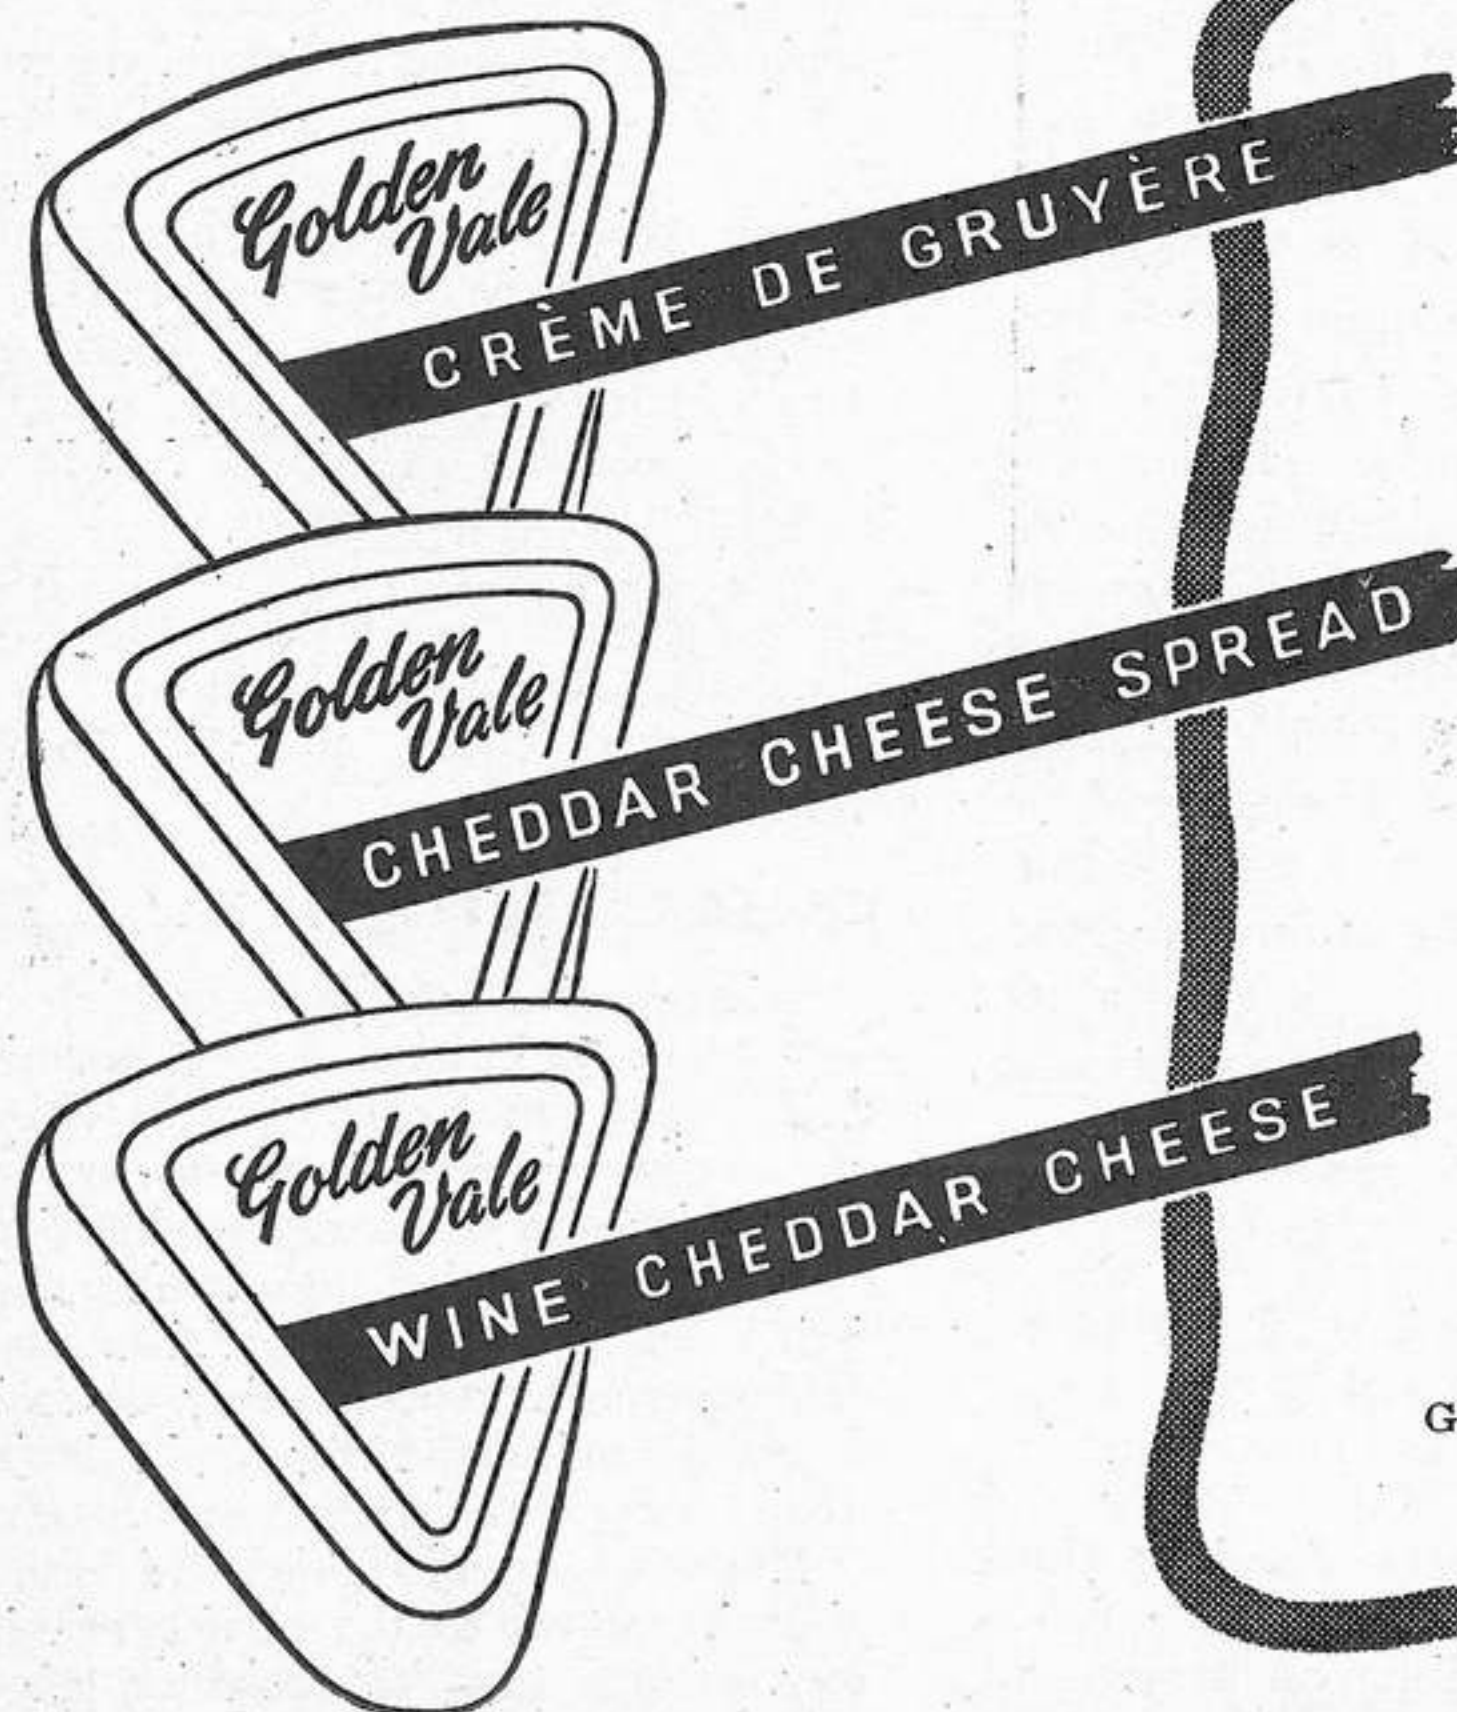 Golden
Vale
CRÈME DE GRUYÈRE
Golden
Vale
CHEDDAR CHEESE SPREAD
Golden
Vale
WINE CHEDDAR CHEESE
G